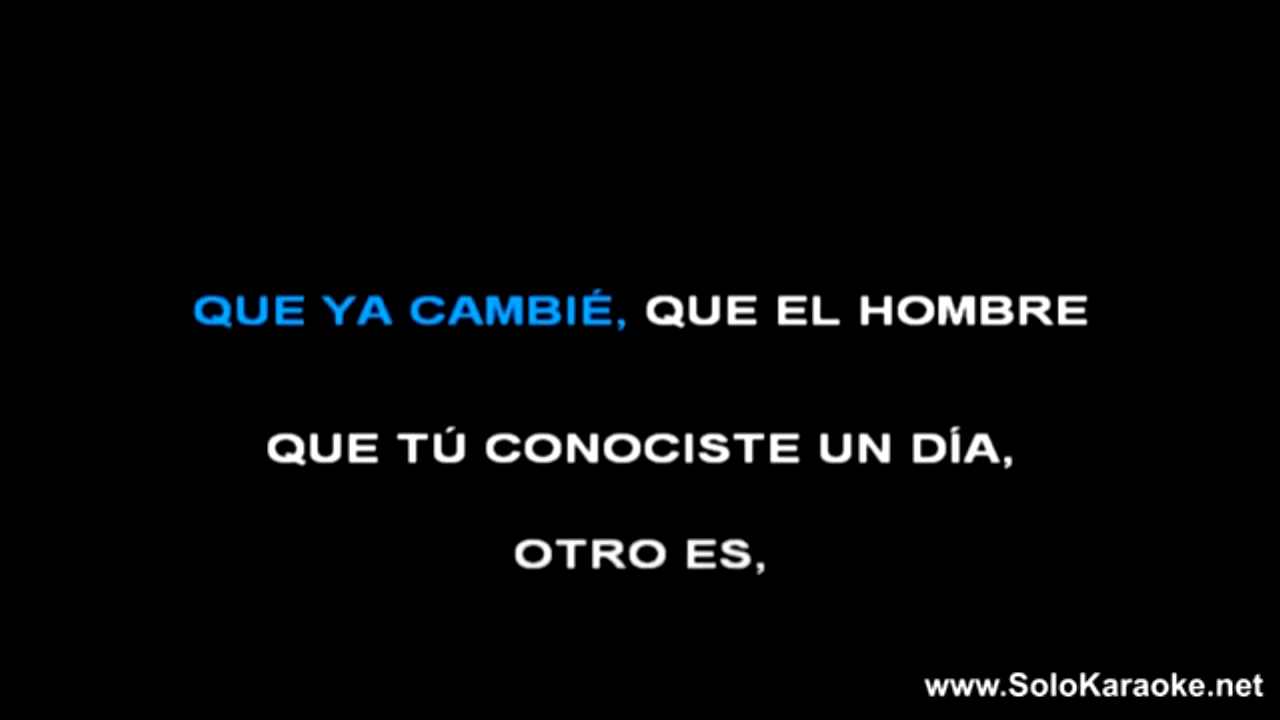 QUE YA CAMBIÉ, QUE EL HOMBRE
QUE TÚ CONOCISTE UN DÍA,
OTRO ES,
www.SoloKaraoke.net